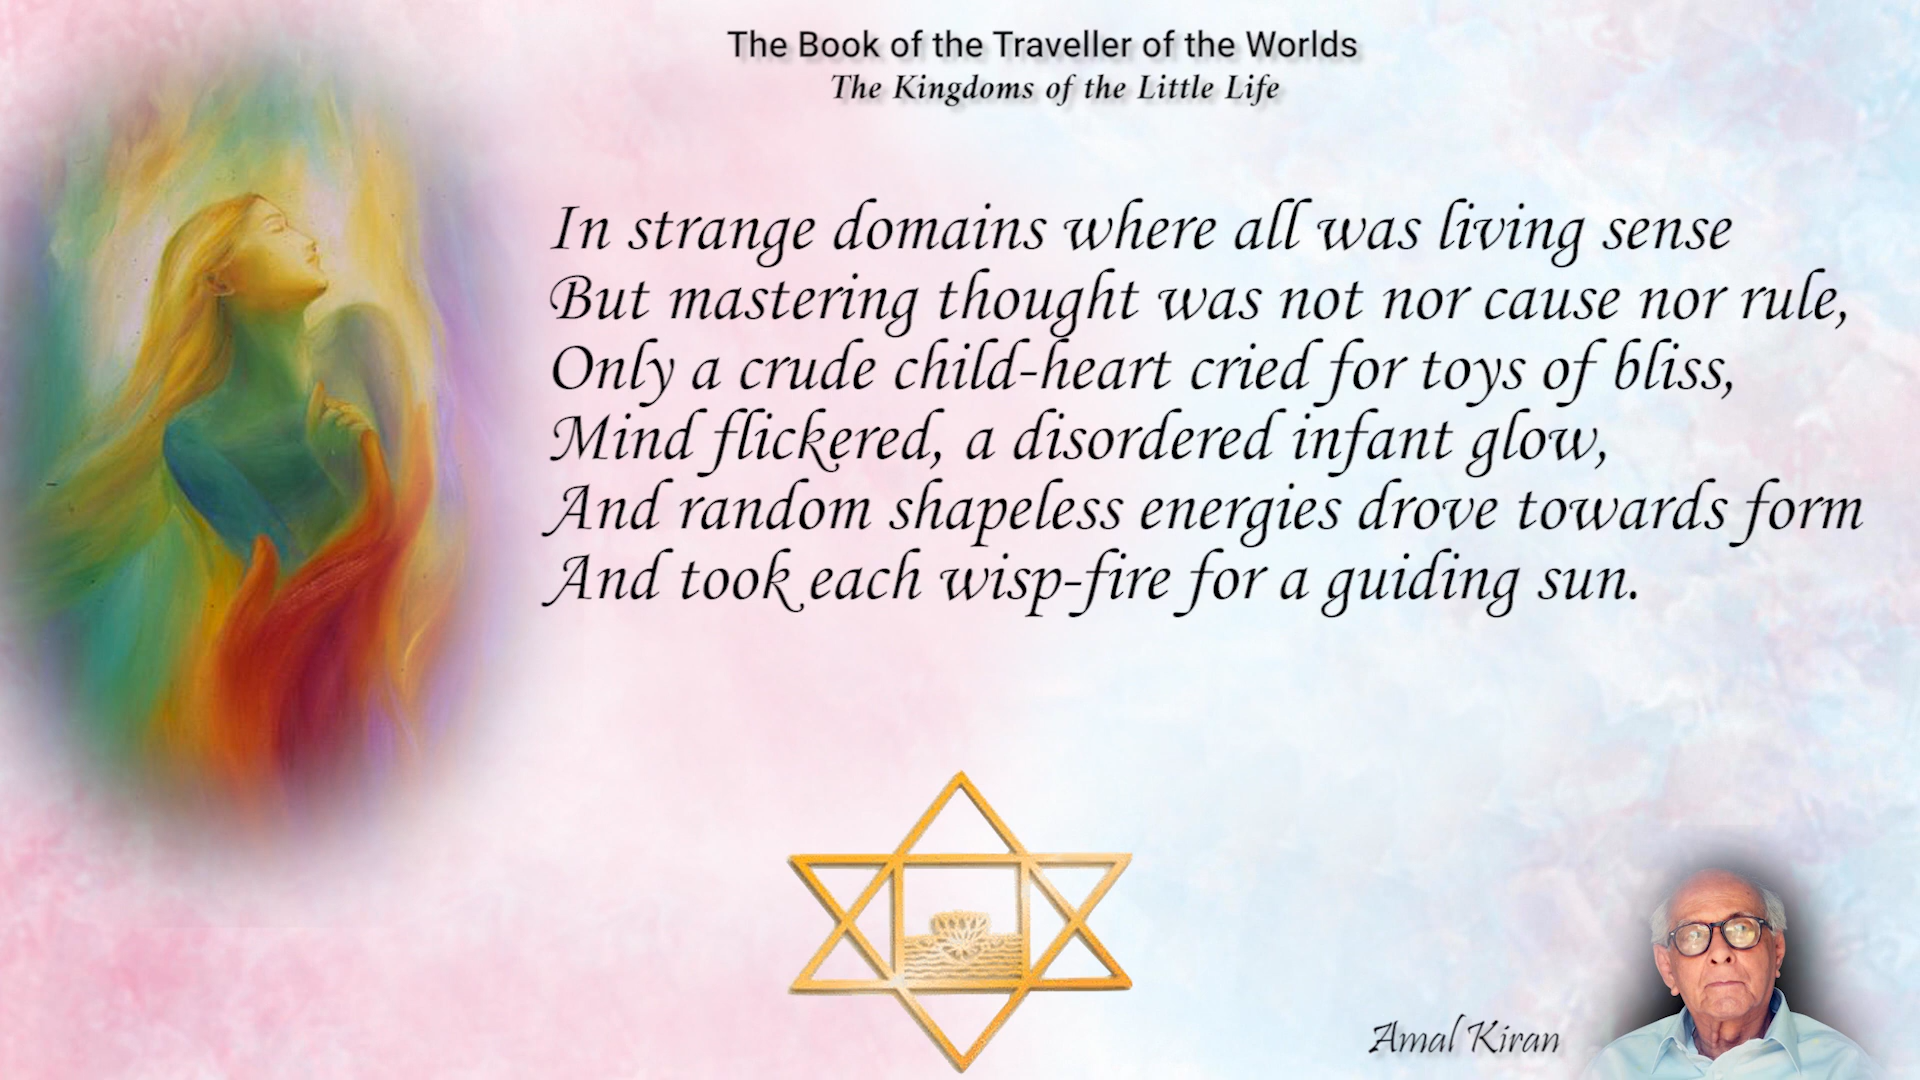 The Book of the Traveller of the Worlds
The Kingdoms of the Little Life
In strange domains where all was living sense
But mastering thought was not nor cause nor rule,
Only a crude child-heart cried for toys of bliss,
Mind flickered, a disordered infant glow,
And random shapeless energies drove towards form
And took each wisp-fire for a guiding sun.
Amal Kiran